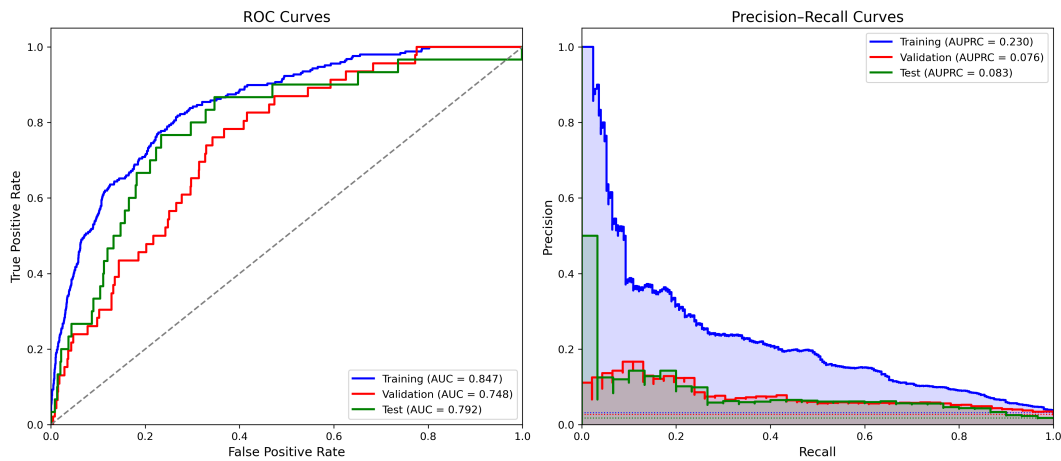 ROC Curves
True Positive Rate
1.0
0.8
0.6
0.4
0.2
0.0
0.0 0.2 0.4 0.6 0.8 1.0
False Positive Rate
Training (AUC = 0.847)
Validation (AUC = 0.748)
Test (AUC = 0.792)
Precision–Recall Curves
Precision
1.0
0.8
0.6
0.4
0.2
0.0
0.0 0.2 0.4 0.6 0.8 1.0
Recall
Training (AUPRC = 0.230)
Validation (AUPRC = 0.076)
Test (AUPRC = 0.083)